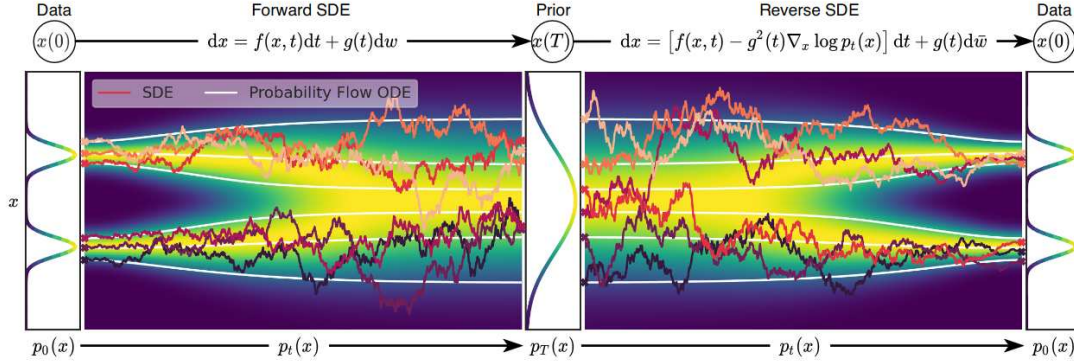 Data Forward SDE Prior Reverse SDE Data
x(0) dx = f(x, t)dt + g(t)dw x(T) dx = [f(x, t) − g²(t)∇ₓ log pₜ(x)] dt + g(t)dw̄ x(0)
SDE Probability Flow ODE
x
p₀(x) pₜ(x) p_T(x) pₜ(x) p₀(x)